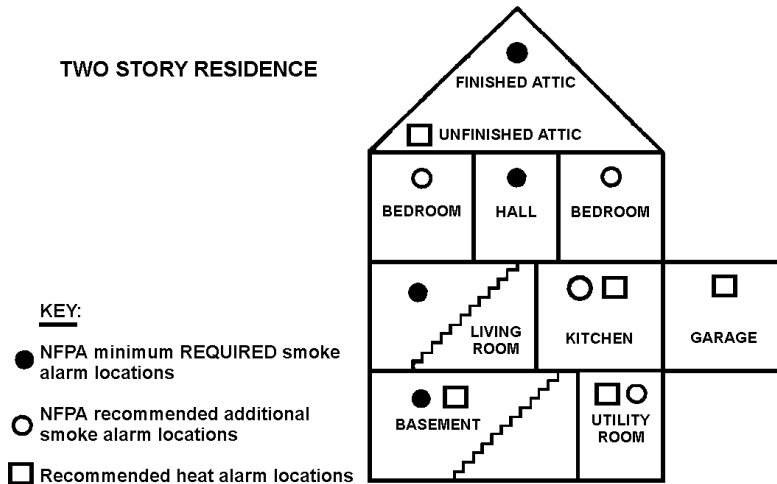 TWO STORY RESIDENCE
FINISHED ATTIC
UNFINISHED ATTIC
BEDROOM
HALL
BEDROOM
LIVING
ROOM
KITCHEN
GARAGE
BASEMENT
UTILITY
ROOM
KEY:
NFPA minimum REQUIRED smoke
alarm locations
NFPA recommended additional
smoke alarm locations
Recommended heat alarm locations